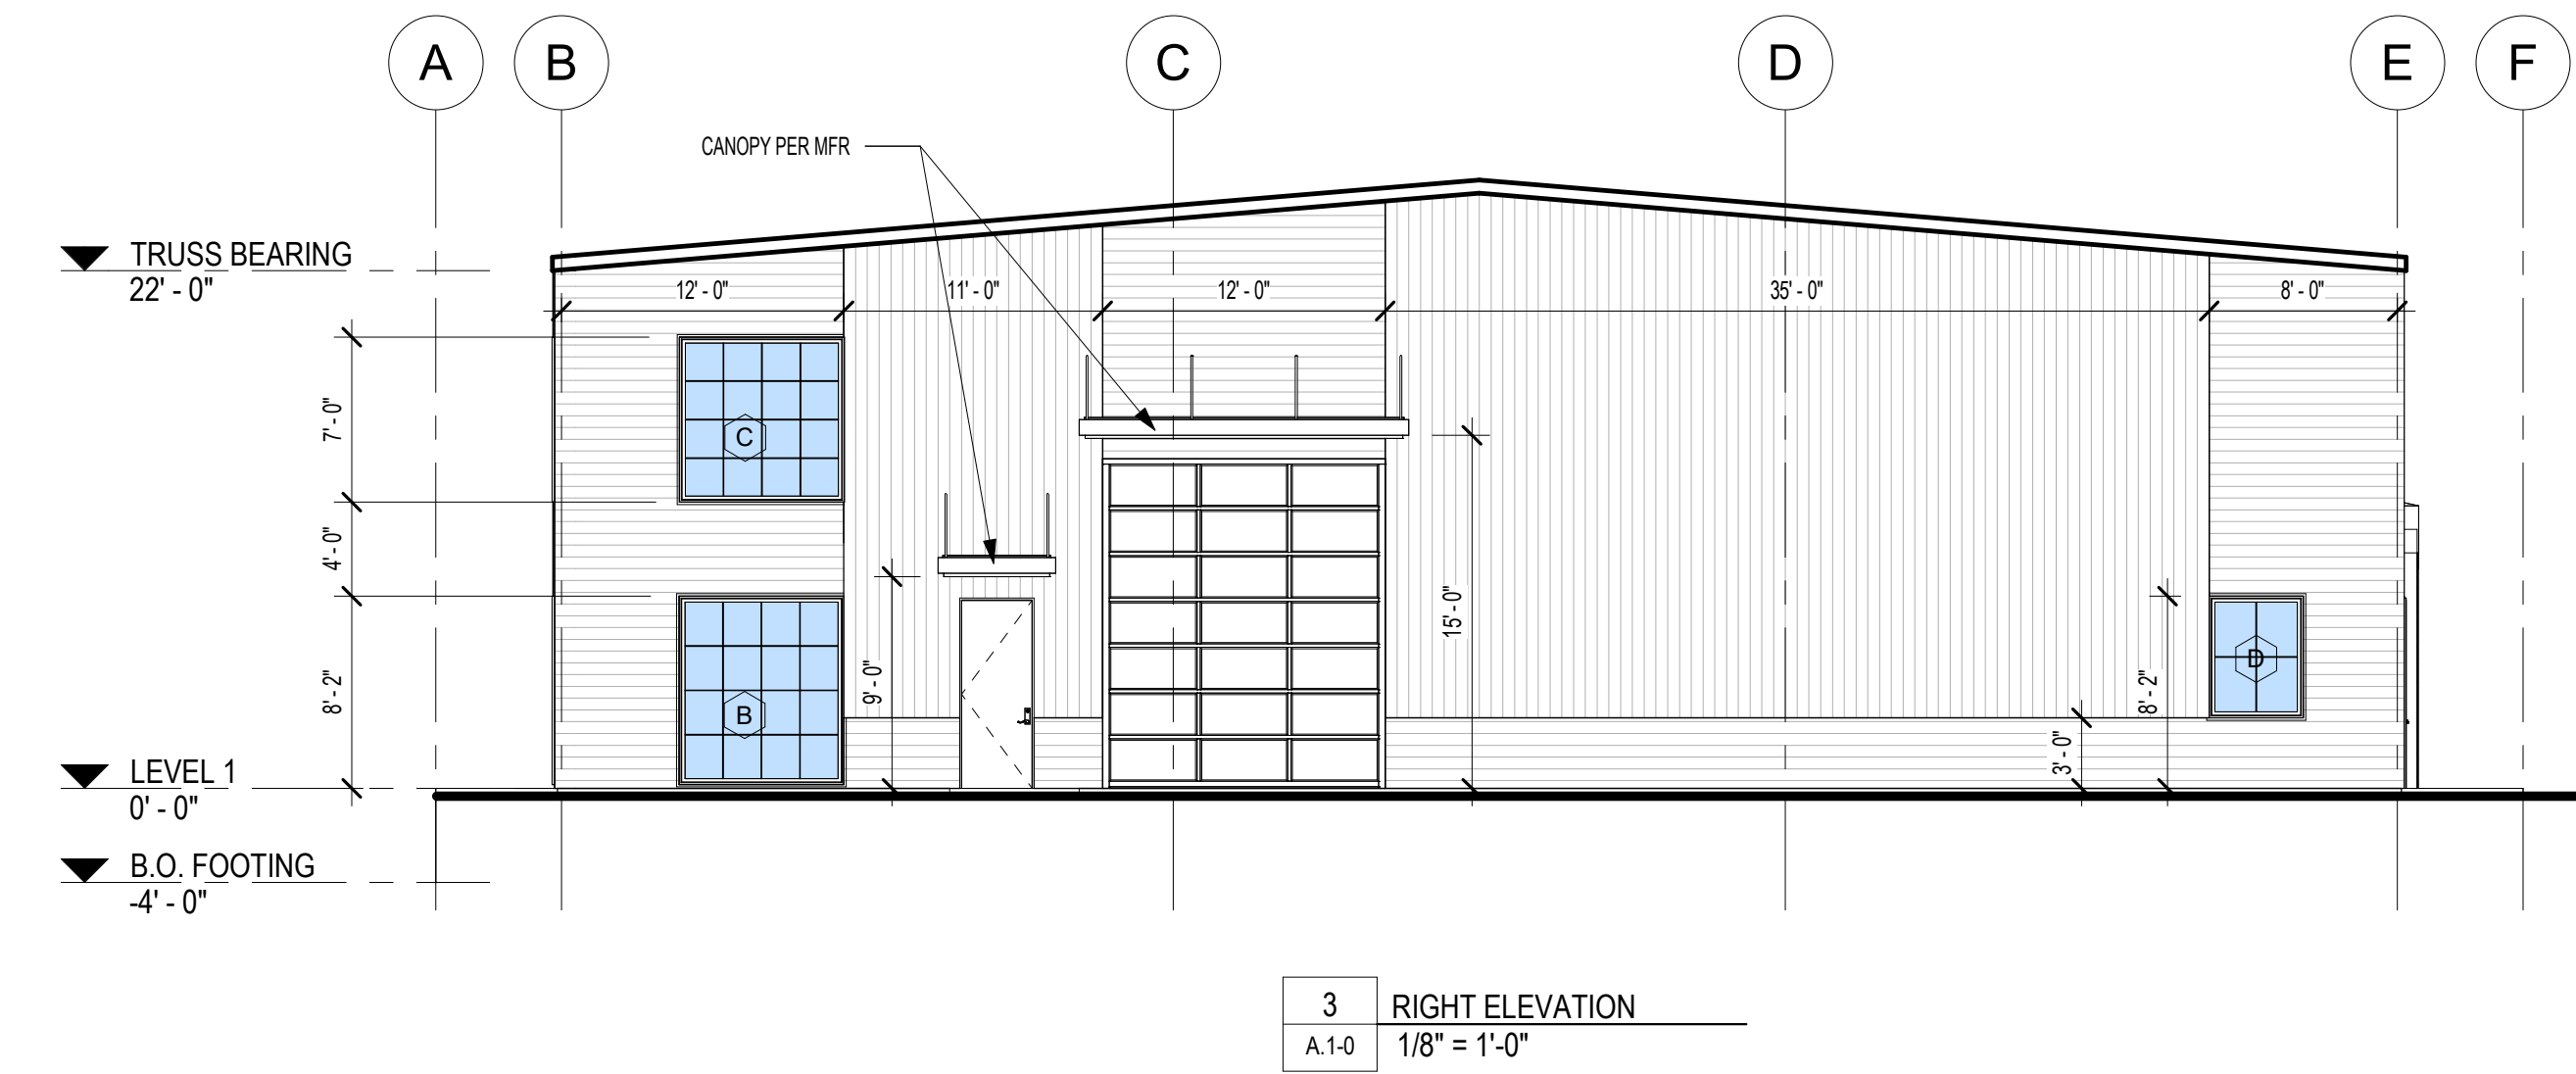 A B C D E F
CANOPY PER MFR
TRUSS BEARING
22' - 0"
12' - 0" 11' - 0" 12' - 0" 35' - 0" 8' - 0"
7' - 0"
C
4' - 0"
15' - 0"
8' - 2"
9' - 0"
B
D
8' - 2"
3' - 0"
LEVEL 1
0' - 0"
B.O. FOOTING
-4' - 0"
3 RIGHT ELEVATION
A.1-0 1/8" = 1'-0"